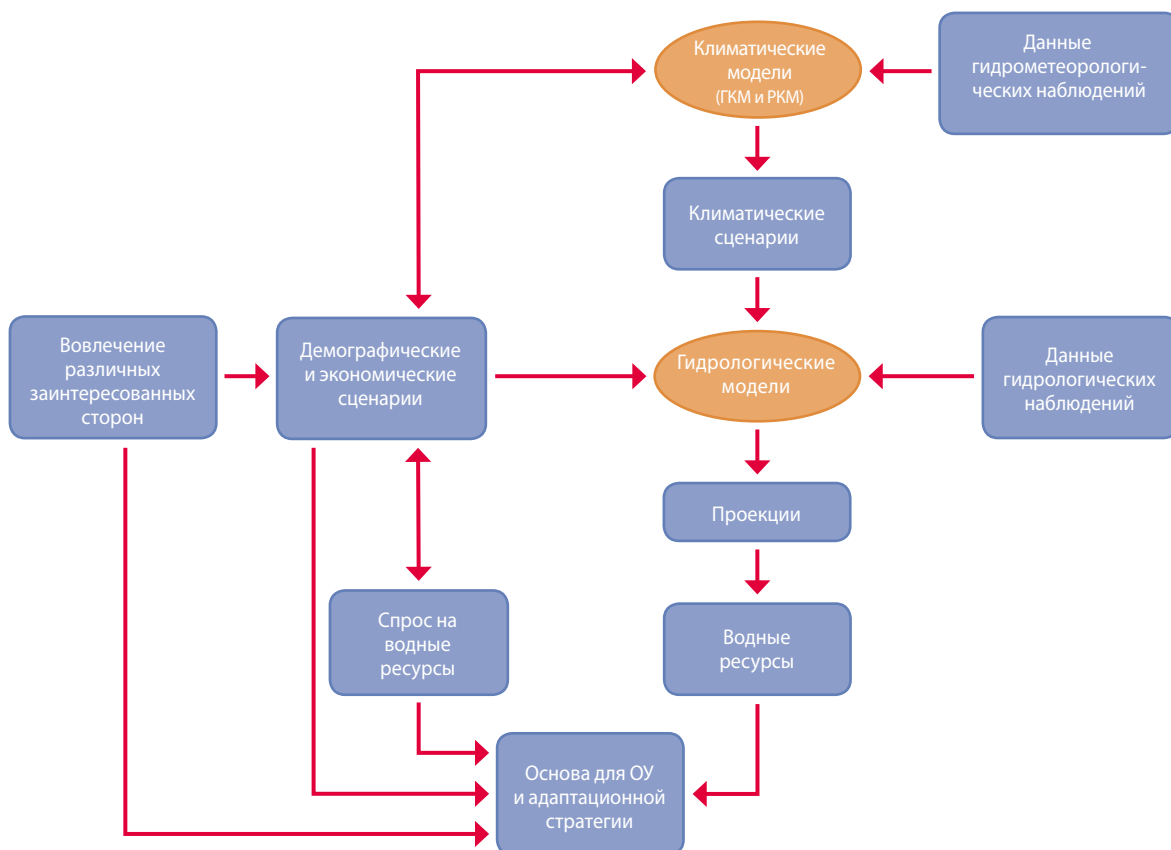 Климатические
модели
(ГКМ и РКМ)
Данные
гидрометеорологи-
ческих наблюдений
Климатические
сценарии
Вовлечение
различных
заинтересованных
сторон
Демографические
и экономические
сценарии
Гидрологические
модели
Данные
гидрологических
наблюдений
Проекции
Спрос на
водные
ресурсы
Водные
ресурсы
Основа для ОУ
и адаптационной
стратегии